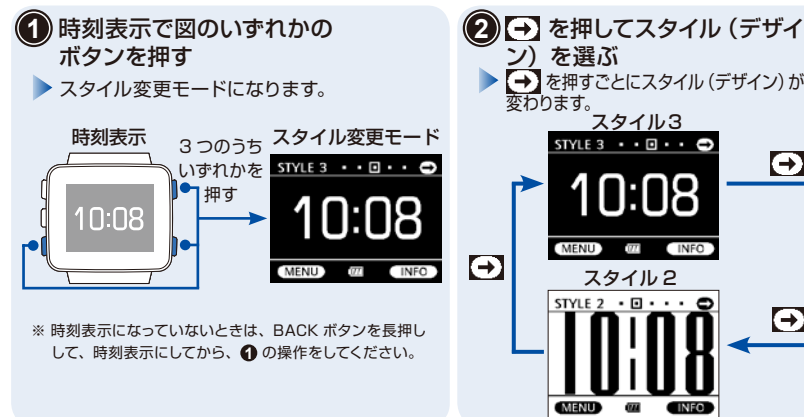 ❶ 時刻表示で図のいずれかの
ボタンを押す
スタイル変更モードになります。
時刻表示
10:08
3 つのうち
いずれかを
押す
スタイル変更モード
STYLE 3
10:08
MENU INFO
※ 時刻表示になっていないときは、BACK ボタンを長押し
して、時刻表示にしてから、❶ の操作をしてください。
❷ ➔ を押してスタイル（デザイ
ン）を選ぶ
➔ を押すごとにスタイル（デザイン）が
変わります。
スタイル3
STYLE 3
10:08
MENU INFO
スタイル 2
STYLE 2
10:08
MENU INFO